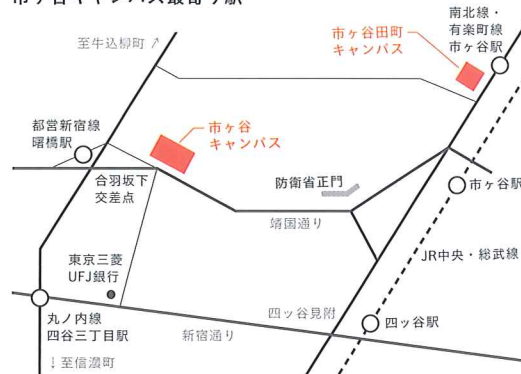 市ヶ谷キャンパス最寄り駅
至牛込柳町↗
市ヶ谷田町
キャンパス
南北線・
有楽町線
市ヶ谷駅
都営新宿線
曙橋駅
市ヶ谷
キャンパス
合羽坂下
交差点
防衛省正門
市ヶ谷駅
靖国通り
東京三菱
UFJ銀行
JR中央・総武線
丸ノ内線
四谷三丁目駅
新宿通り
四ッ谷見附
四ッ谷駅
↓至信濃町